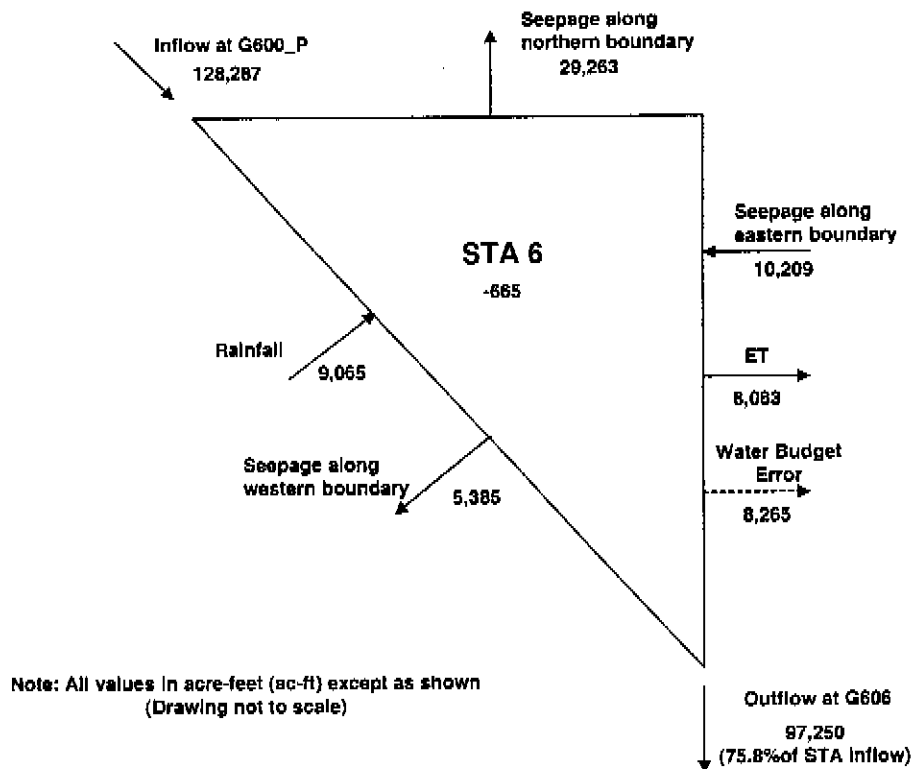 Seepage along
northern boundary
29,263
Inflow at G600_P
128,287
Seepage along
eastern boundary
10,209
STA 6
-665
Rainfall
9,065
ET
8,063
Seepage along
western boundary
5,385
Water Budget
Error
8,265
Note: All values in acre-feet (ac-ft) except as shown
(Drawing not to scale)
Outflow at G606
97,250
(75.8%of STA inflow)